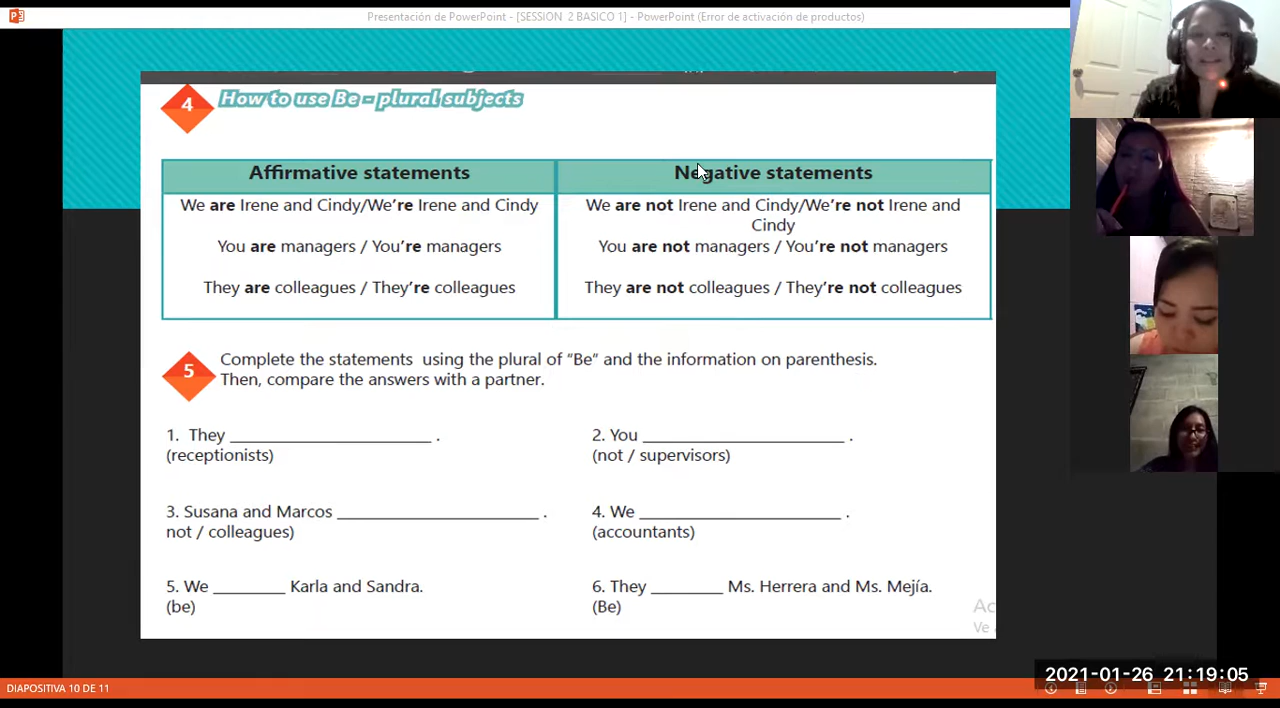 Presentación de PowerPoint - [SESSION 2 BASICO 1] - PowerPoint (Error de activación de productos)
4
How to use Be - plural subjects
Affirmative statements
Negative statements
We are Irene and Cindy/We're Irene and Cindy
We are not Irene and Cindy/We're not Irene and
Cindy
You are managers / You're managers
You are not managers / You're not managers
They are colleagues / They're colleagues
They are not colleagues / They're not colleagues
5
Complete the statements using the plural of "Be" and the information on parenthesis.
Then, compare the answers with a partner.
1. They ______________________ .
(receptionists)
2. You ______________________ .
(not / supervisors)
3. Susana and Marcos ______________________ .
not / colleagues)
4. We ______________________ .
(accountants)
5. We ________ Karla and Sandra.
(be)
6. They ________ Ms. Herrera and Ms. Mejía.
(Be)
Ve
2021-01-26 21:19:05
DIAPOSITIVA 10 DE 11